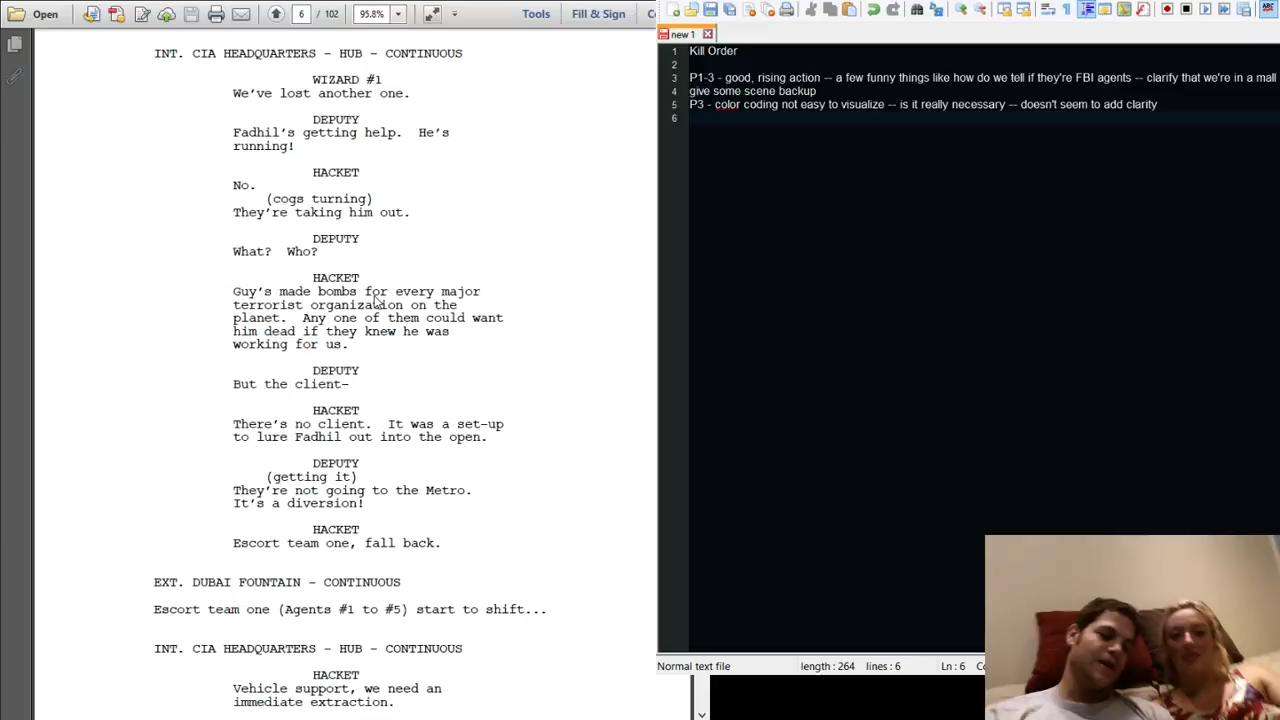 Open
6
/ 102
95.8%
Tools
Fill & Sign
INT. CIA HEADQUARTERS - HUB - CONTINUOUS
WIZARD #1
We've lost another one.
DEPUTY
Fadhil's getting help. He's
running!
HACKET
No.
(cogs turning)
They're taking him out.
DEPUTY
What? Who?
HACKET
Guy's made bombs for every major
terrorist organization on the
planet. Any one of them could want
him dead if they knew he was
working for us.
DEPUTY
But the client-
HACKET
There's no client. It was a set-up
to lure Fadhil out into the open.
DEPUTY
(getting it)
They're not going to the Metro.
It's a diversion!
HACKET
Escort team one, fall back.
EXT. DUBAI FOUNTAIN - CONTINUOUS
Escort team one (Agents #1 to #5) start to shift...
INT. CIA HEADQUARTERS - HUB - CONTINUOUS
HACKET
Vehicle support, we need an
immediate extraction.
new 1
1 Kill Order
2
3 P1-3 - good, rising action -- a few funny things like how do we tell if they're FBI agents -- clarify that we're in a mall
4 give some scene backup
5 P3 - color coding not easy to visualize -- is it really necessary -- doesn't seem to add clarity
6
Normal text file
length : 264
lines : 6
Ln : 6